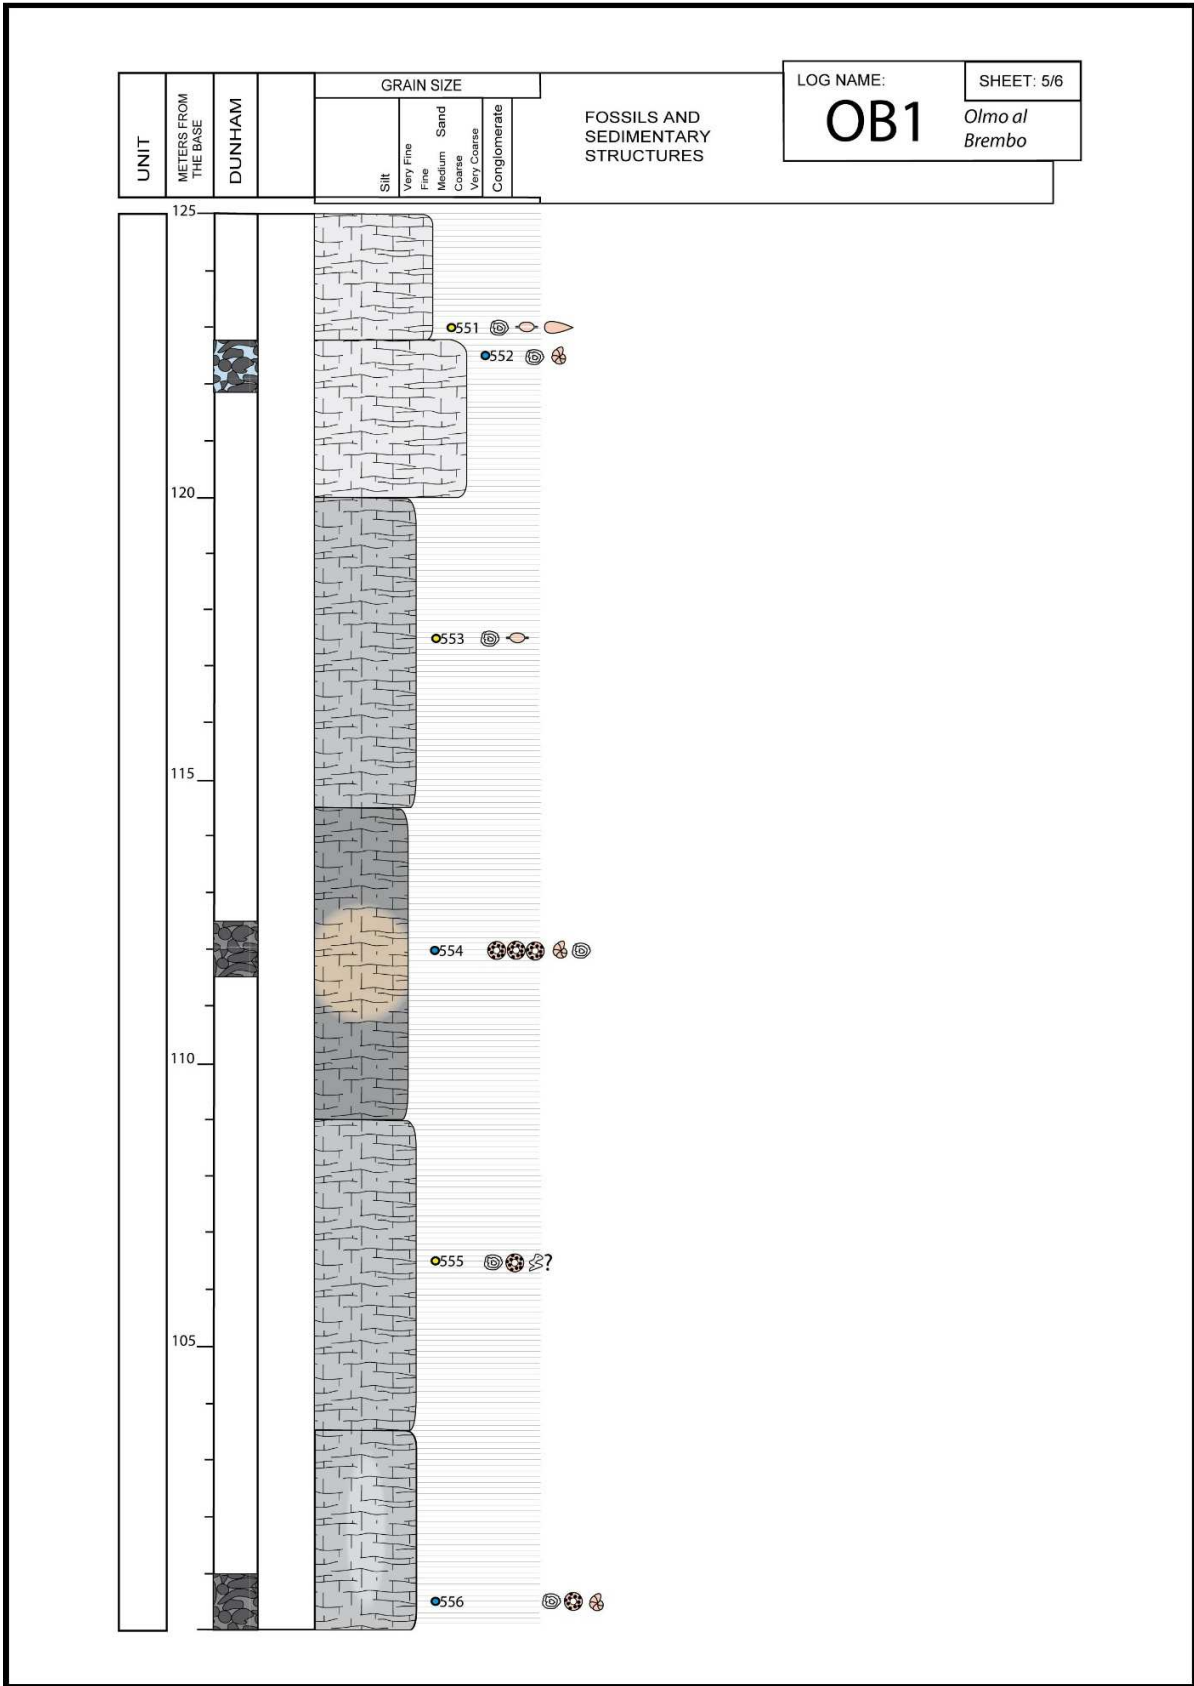 UNIT
METERS FROM
THE BASE
DUNHAM
GRAIN SIZE
Silt
Very Fine
Fine
Medium
Sand
Coarse
Very Coarse
Conglomerate
FOSSILS AND
SEDIMENTARY
STRUCTURES
LOG NAME:
OB1
SHEET: 5/6
Olmo al
Brembo
125
551
552
120
553
115
554
110
555 ?
105
556